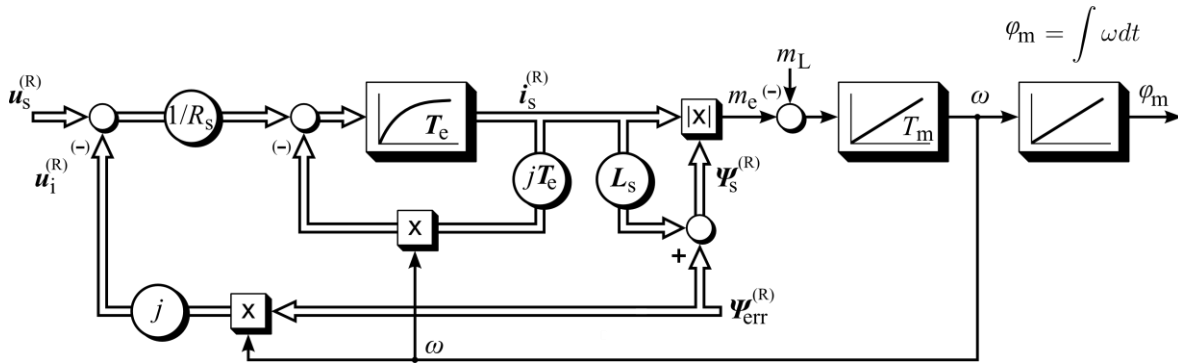 φm = ∫ ωdt
mL
us(R)
1/Rs
Te
is(R)
|x|
me
(-)
Tm
ω
φm
(-)
(-)
ui(R)
jTe
Ls
Ψs(R)
x
+
j
x
Ψerr(R)
ω